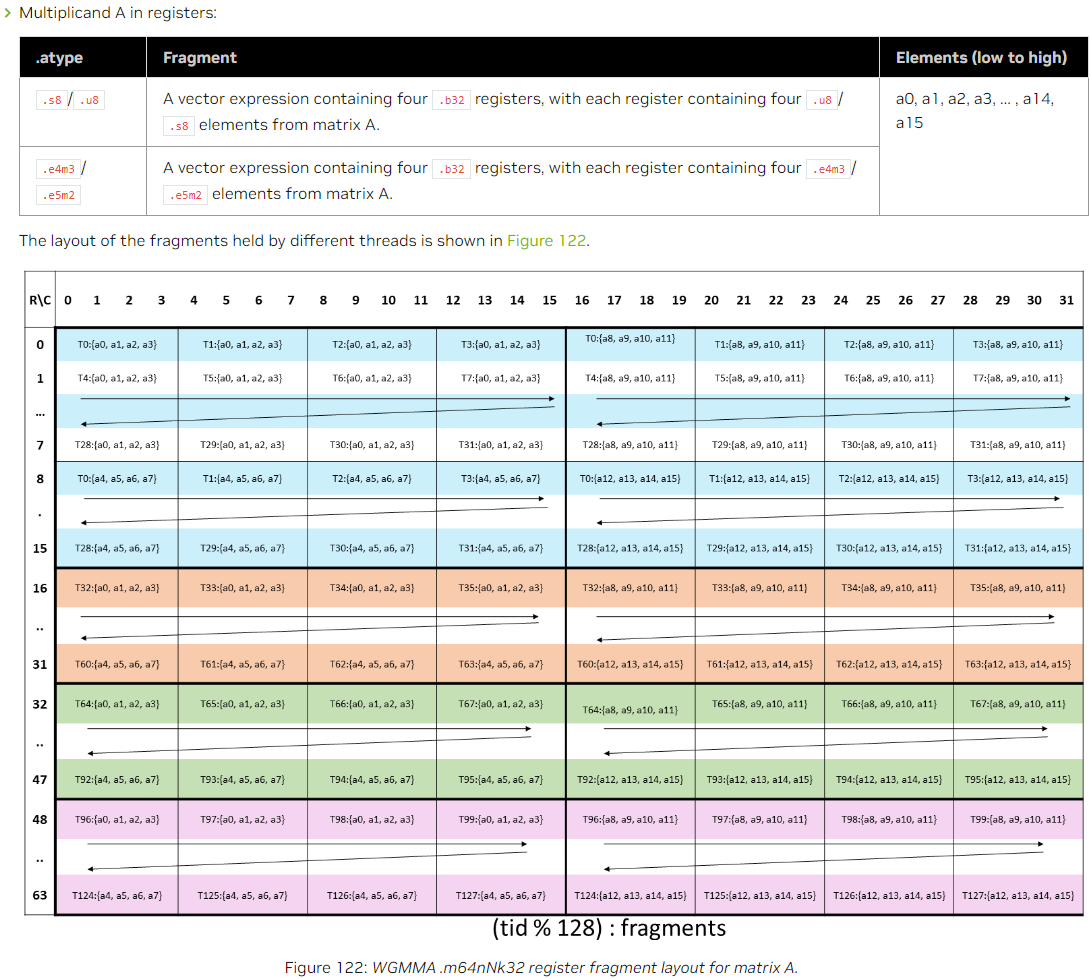 Multiplicand A in registers:
.atype Fragment Elements (low to high)
.s8 / .u8 A vector expression containing four .b32 registers, with each register containing four .u8 / a0, a1, a2, a3, ... , a14,
.s8 elements from matrix A. a15
.e4m3 / A vector expression containing four .b32 registers, with each register containing four .e4m3 /
.e5m2 .e5m2 elements from matrix A.
The layout of the fragments held by different threads is shown in Figure 122.
R\C 0 1 2 3 4 5 6 7 8 9 10 11 12 13 14 15 16 17 18 19 20 21 22 23 24 25 26 27 28 29 30 31
0 T0:{a0, a1, a2, a3} T1:{a0, a1, a2, a3} T2:{a0, a1, a2, a3} T3:{a0, a1, a2, a3} T0:{a8, a9, a10, a11} T1:{a8, a9, a10, a11} T2:{a8, a9, a10, a11} T3:{a8, a9, a10, a11}
1 T4:{a0, a1, a2, a3} T5:{a0, a1, a2, a3} T6:{a0, a1, a2, a3} T7:{a0, a1, a2, a3} T4:{a8, a9, a10, a11} T5:{a8, a9, a10, a11} T6:{a8, a9, a10, a11} T7:{a8, a9, a10, a11}
...
7 T28:{a0, a1, a2, a3} T29:{a0, a1, a2, a3} T30:{a0, a1, a2, a3} T31:{a0, a1, a2, a3} T28:{a8, a9, a10, a11} T29:{a8, a9, a10, a11} T30:{a8, a9, a10, a11} T31:{a8, a9, a10, a11}
8 T0:{a4, a5, a6, a7} T1:{a4, a5, a6, a7} T2:{a4, a5, a6, a7} T3:{a4, a5, a6, a7} T0:{a12, a13, a14, a15} T1:{a12, a13, a14, a15} T2:{a12, a13, a14, a15} T3:{a12, a13, a14, a15}
.
15 T28:{a4, a5, a6, a7} T29:{a4, a5, a6, a7} T30:{a4, a5, a6, a7} T31:{a4, a5, a6, a7} T28:{a12, a13, a14, a15} T29:{a12, a13, a14, a15} T30:{a12, a13, a14, a15} T31:{a12, a13, a14, a15}
16 T32:{a0, a1, a2, a3} T33:{a0, a1, a2, a3} T34:{a0, a1, a2, a3} T35:{a0, a1, a2, a3} T32:{a8, a9, a10, a11} T33:{a8, a9, a10, a11} T34:{a8, a9, a10, a11} T35:{a8, a9, a10, a11}
..
31 T60:{a4, a5, a6, a7} T61:{a4, a5, a6, a7} T62:{a4, a5, a6, a7} T63:{a4, a5, a6, a7} T60:{a12, a13, a14, a15} T61:{a12, a13, a14, a15} T62:{a12, a13, a14, a15} T63:{a12, a13, a14, a15}
32 T64:{a0, a1, a2, a3} T65:{a0, a1, a2, a3} T66:{a0, a1, a2, a3} T67:{a0, a1, a2, a3} T64:{a8, a9, a10, a11} T65:{a8, a9, a10, a11} T66:{a8, a9, a10, a11} T67:{a8, a9, a10, a11}
..
47 T92:{a4, a5, a6, a7} T93:{a4, a5, a6, a7} T94:{a4, a5, a6, a7} T95:{a4, a5, a6, a7} T92:{a12, a13, a14, a15} T93:{a12, a13, a14, a15} T94:{a12, a13, a14, a15} T95:{a12, a13, a14, a15}
48 T96:{a0, a1, a2, a3} T97:{a0, a1, a2, a3} T98:{a0, a1, a2, a3} T99:{a0, a1, a2, a3} T96:{a8, a9, a10, a11} T97:{a8, a9, a10, a11} T98:{a8, a9, a10, a11} T99:{a8, a9, a10, a11}
..
63 T124:{a4, a5, a6, a7} T125:{a4, a5, a6, a7} T126:{a4, a5, a6, a7} T127:{a4, a5, a6, a7} T124:{a12, a13, a14, a15} T125:{a12, a13, a14, a15} T126:{a12, a13, a14, a15} T127:{a12, a13, a14, a15}
(tid % 128) : fragments
Figure 122: WGMMA .m64nNk32 register fragment layout for matrix A.